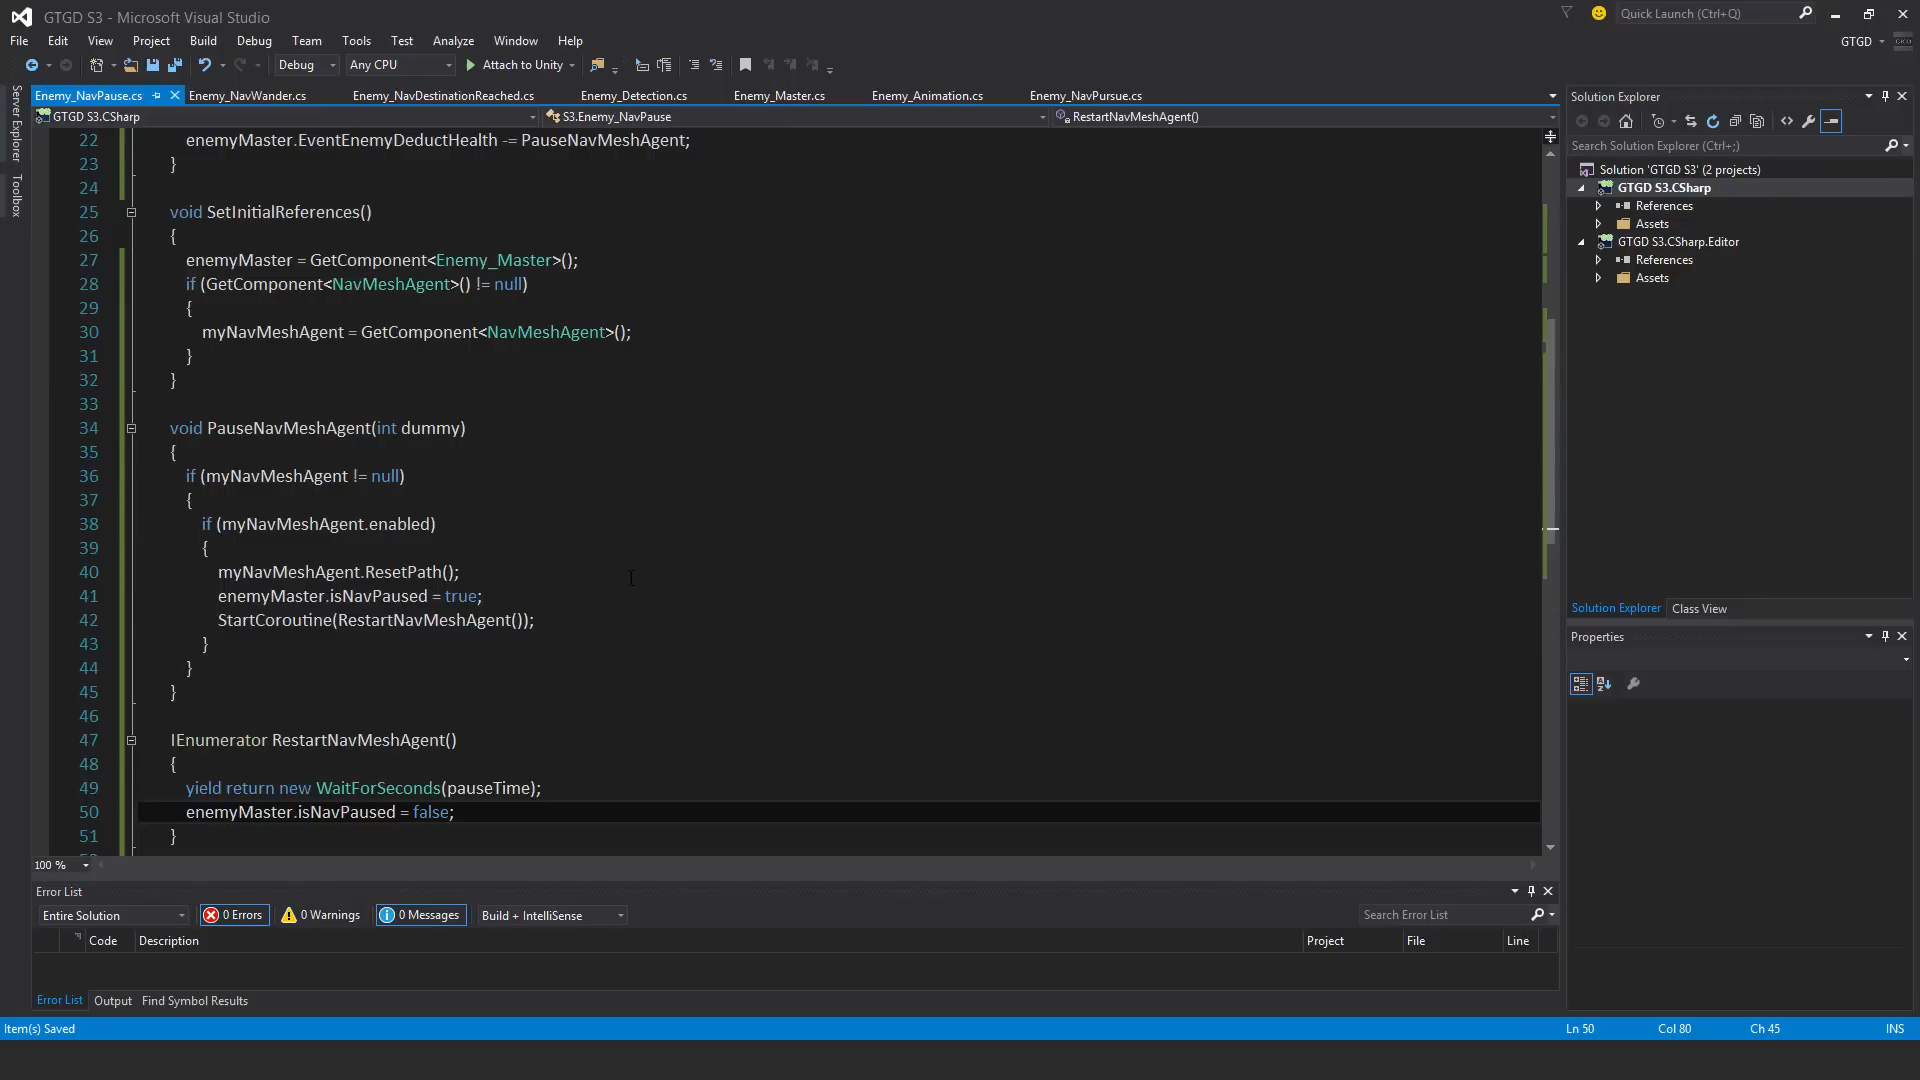 GTGD S3 - Microsoft Visual Studio
Quick Launch (Ctrl+Q)
File Edit View Project Build Debug Team Tools Test Analyze Window Help
GTGD
Debug Any CPU Attach to Unity
Enemy_NavPause.cs Enemy_NavWander.cs Enemy_NavDestinationReached.cs Enemy_Detection.cs Enemy_Master.cs Enemy_Animation.cs Enemy_NavPursue.cs
GTGD S3.CSharp S3.Enemy_NavPause RestartNavMeshAgent()
Server Explorer
Toolbox
22 enemyMaster.EventEnemyDeductHealth -= PauseNavMeshAgent;
23 }
24
25 void SetInitialReferences()
26 {
27 enemyMaster = GetComponent<Enemy_Master>();
28 if (GetComponent<NavMeshAgent>() != null)
29 {
30 myNavMeshAgent = GetComponent<NavMeshAgent>();
31 }
32 }
33
34 void PauseNavMeshAgent(int dummy)
35 {
36 if (myNavMeshAgent != null)
37 {
38 if (myNavMeshAgent.enabled)
39 {
40 myNavMeshAgent.ResetPath();
41 enemyMaster.isNavPaused = true;
42 StartCoroutine(RestartNavMeshAgent());
43 }
44 }
45 }
46
47 IEnumerator RestartNavMeshAgent()
48 {
49 yield return new WaitForSeconds(pauseTime);
50 enemyMaster.isNavPaused = false;
51 }
100 %
Solution Explorer
Search Solution Explorer (Ctrl+;)
Solution 'GTGD S3' (2 projects)
GTGD S3.CSharp
References
Assets
GTGD S3.CSharp.Editor
References
Assets
Solution Explorer Class View
Properties
Error List
Entire Solution 0 Errors 0 Warnings 0 Messages Build + IntelliSense Search Error List
Code Description Project File Line
Error List Output Find Symbol Results
Item(s) Saved Ln 50 Col 80 Ch 45 INS